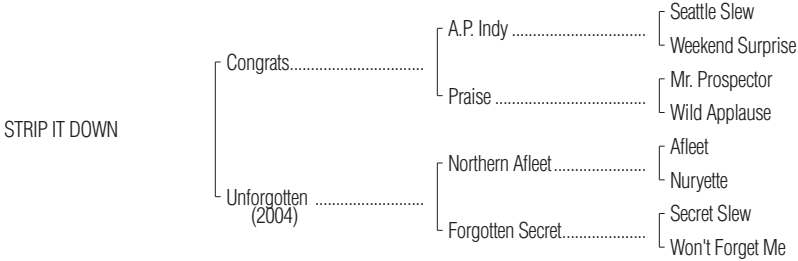 Seattle Slew
A.P. Indy ................................
Weekend Surprise
Congrats................................
Mr. Prospector
Praise ....................................
Wild Applause
STRIP IT DOWN
Afleet
Northern Afleet......................
Nuryette
Unforgotten ..........................
(2004)
Secret Slew
Forgotten Secret....................
Won't Forget Me